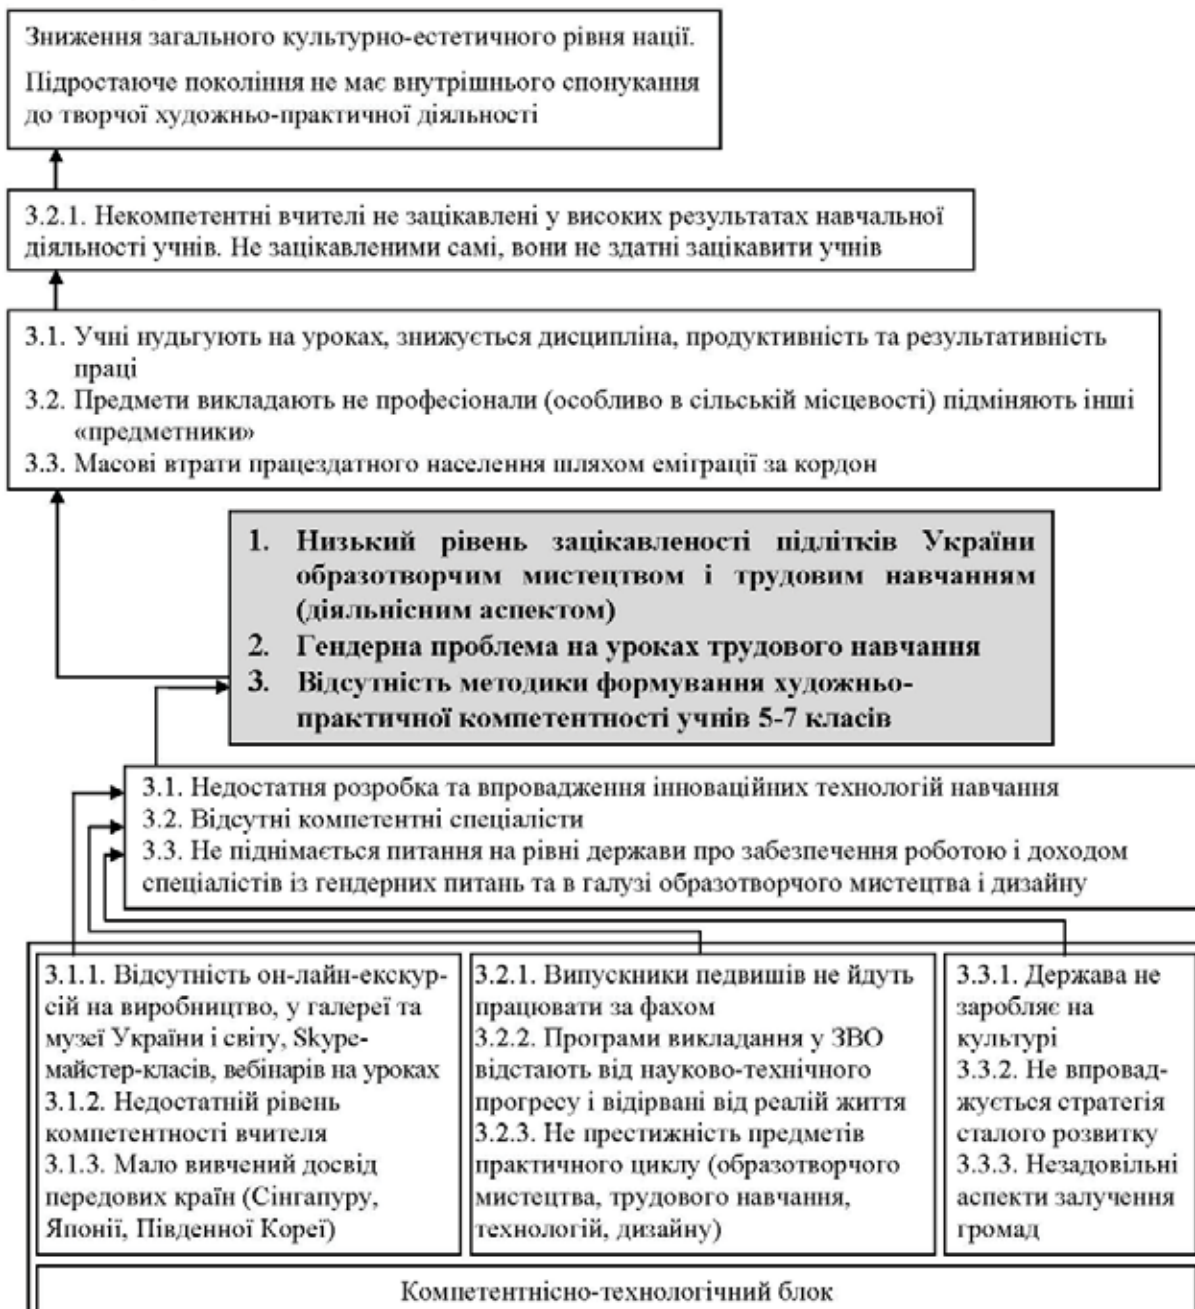 Зниження загального культурно-естетичного рівня нації.
Підростаюче покоління не має внутрішнього спонукання
до творчої художньо-практичної діяльності
3.2.1. Некомпетентні вчителі не зацікавлені у високих результатах навчальної
діяльності учнів. Не зацікавленими самі, вони не здатні зацікавити учнів
3.1. Учні нудьгують на уроках, знижується дисципліна, продуктивність та результативність
праці
3.2. Предмети викладають не професіонали (особливо в сільській місцевості) підміняють інші
«предметники»
3.3. Масові втрати працездатного населення шляхом еміграції за кордон
1. Низький рівень зацікавленості підлітків України
образотворчим мистецтвом і трудовим навчанням
(діяльнісним аспектом)
2. Гендерна проблема на уроках трудового навчання
3. Відсутність методики формування художньо-
практичної компетентності учнів 5-7 класів
3.1. Недостатня розробка та впровадження інноваційних технологій навчання
3.2. Відсутні компетентні спеціалісти
3.3. Не піднімається питання на рівні держави про забезпечення роботою і доходом
спеціалістів із гендерних питань та в галузі образотворчого мистецтва і дизайну
3.1.1. Відсутність он-лайн-екскур-
сій на виробництво, у галереї та
музеї України і світу, Skype-
майстер-класів, вебінарів на уроках
3.1.2. Недостатній рівень
компетентності вчителя
3.1.3. Мало вивчений досвід
передових країн (Сінгапуру,
Японії, Південної Кореї)
3.2.1. Випускники педвишів не йдуть
працювати за фахом
3.2.2. Програми викладання у ЗВО
відстають від науково-технічного
прогресу і відірвані від реалій життя
3.2.3. Не престижність предметів
практичного циклу (образотворчого
мистецтва, трудового навчання,
технологій, дизайну)
3.3.1. Держава не
заробляє на
культурі
3.3.2. Не впровад-
жується стратегія
сталого розвитку
3.3.3. Незадовільні
аспекти залучення
громад
Компетентнісно-технологічний блок